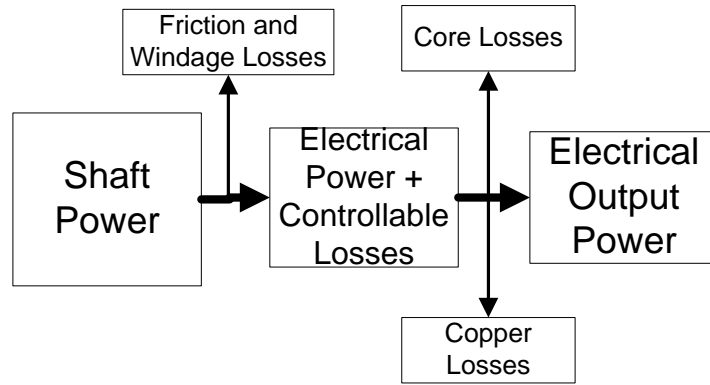 Friction and
Windage Losses
Core Losses
Shaft
Power
Electrical
Power +
Controllable
Losses
Electrical
Output
Power
Copper
Losses